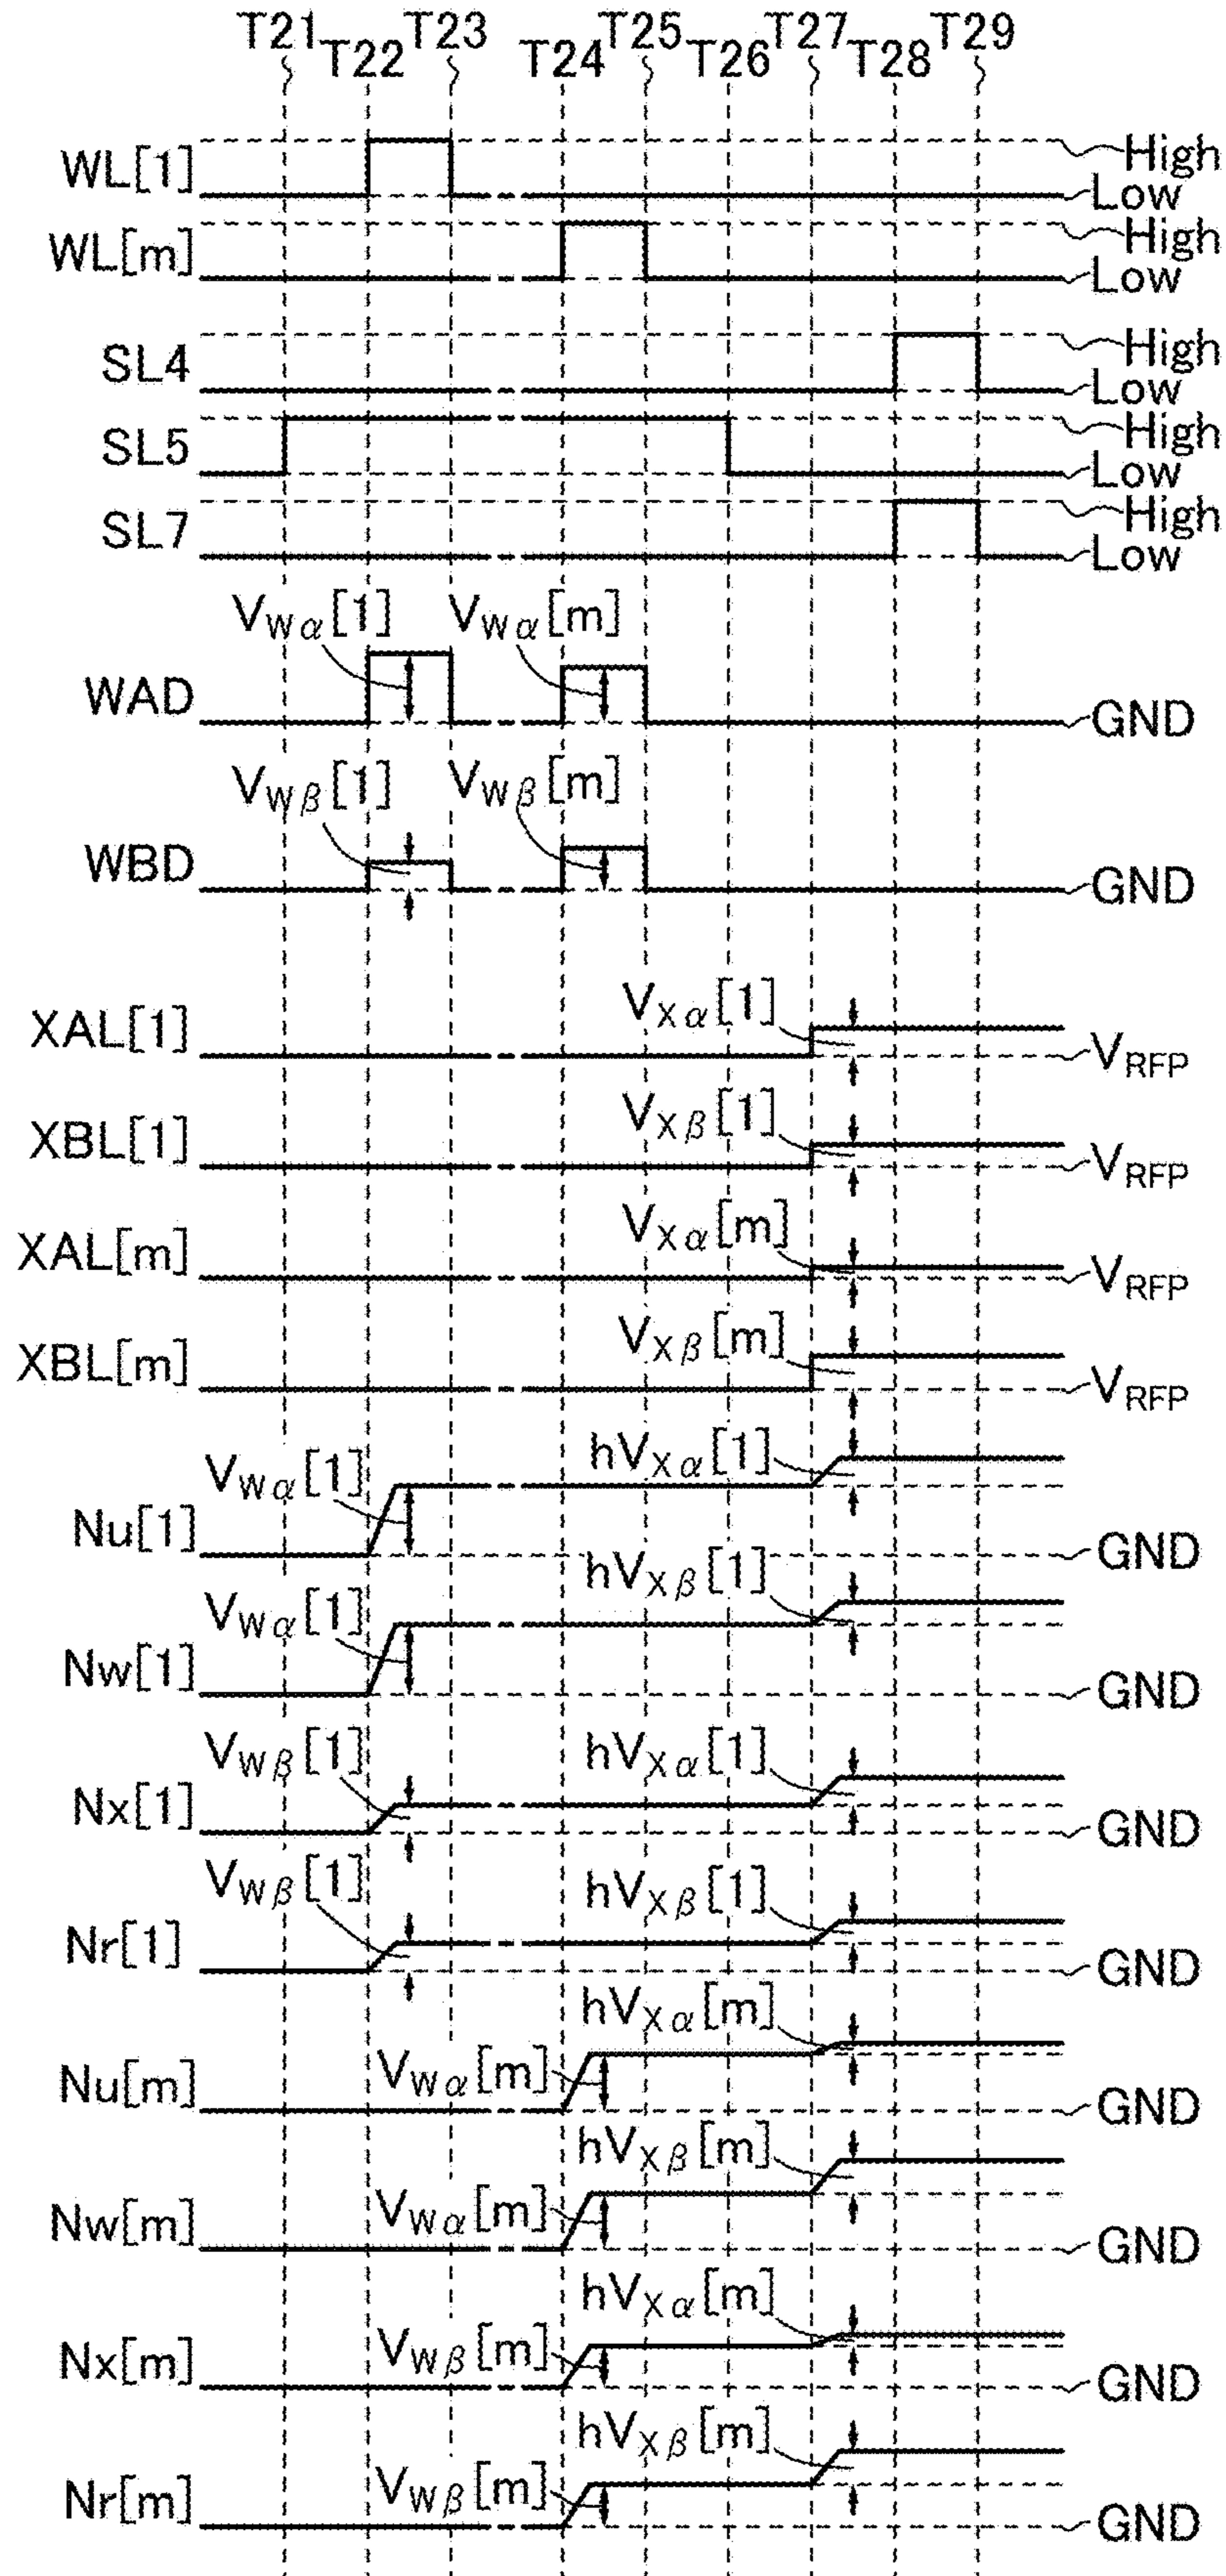 T21 T22 T23 T24 T25 T26 T27 T28 T29
WL[1] High
Low
WL[m] High
Low
SL4 High
Low
SL5 High
Low
SL7 High
Low
VWα[1] VWα[m]
WAD GND
VWβ[1] VWβ[m]
WBD GND
VXα[1]
XAL[1] VRFP
VXβ[1]
XBL[1] VRFP
VXα[m]
XAL[m] VRFP
VXβ[m]
XBL[m] VRFP
VWα[1] hVXα[1]
Nu[1] GND
VWα[1] hVXβ[1]
Nw[1] GND
VWβ[1] hVXα[1]
Nx[1] GND
VWβ[1] hVXβ[1]
Nr[1] GND
hVXα[m]
VWα[m]
Nu[m] GND
hVXβ[m]
VWα[m]
Nw[m] GND
hVXα[m]
VWβ[m]
Nx[m] GND
hVXβ[m]
VWβ[m]
Nr[m] GND